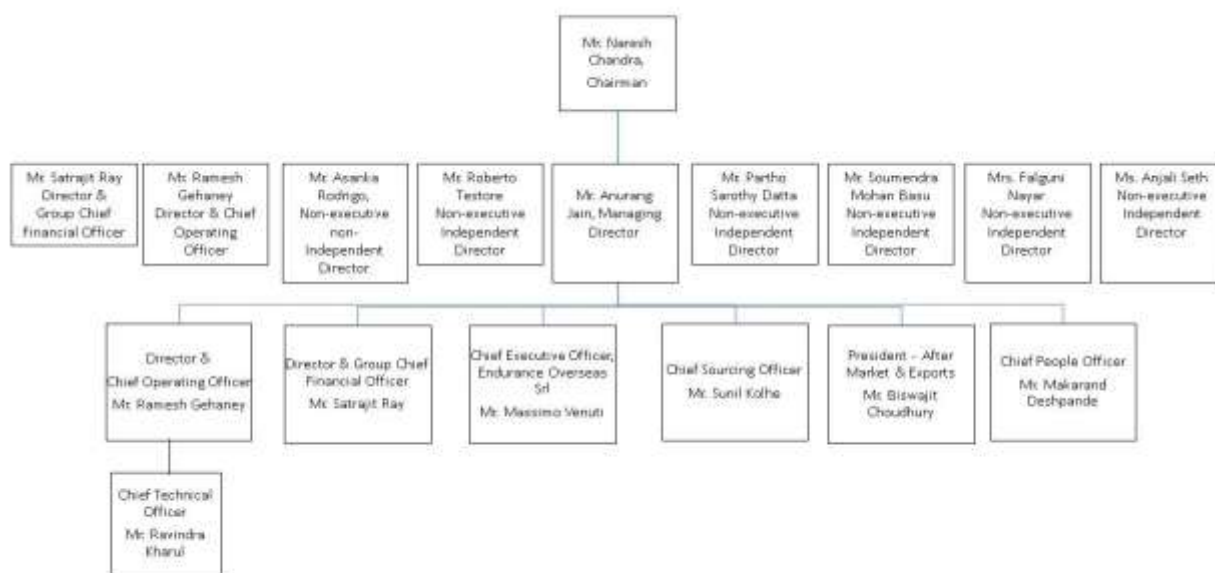 Mr. Naresh
Chandra,
Chairman
Mr. Satrajit Ray
Director &
Group Chief
Financial Officer
Mr. Ramesh
Gehaney
Director & Chief
Operating
Officer
Mr. Asanka
Rodrigo,
Non-executive
non-
Independent
Director
Mr. Roberto
Testore
Non-executive
Independent
Director
Mr. Anurang
Jain, Managing
Director
Mr. Partho
Sarothy Datta
Non-executive
Independent
Director
Mr. Soumendra
Mohan Basu
Non-executive
Independent
Director
Mrs. Falguni
Nayar
Non-executive
Independent
Director
Ms. Anjali Seth
Non-executive
Independent
Director
Director &
Chief Operating Officer
Mr. Ramesh Gehaney
Director & Group Chief
Financial Officer
Mr. Satrajit Ray
Chief Executive Officer,
Endurance Overseas
Srl
Mr. Massimo Venuti
Chief Sourcing Officer
Mr. Sunil Kolhe
President - After
Market & Exports
Mr. Biswajit
Choudhury
Chief People Officer
Mr. Makarand
Deshpande
Chief Technical
Officer
Mr. Ravindra
Kharul